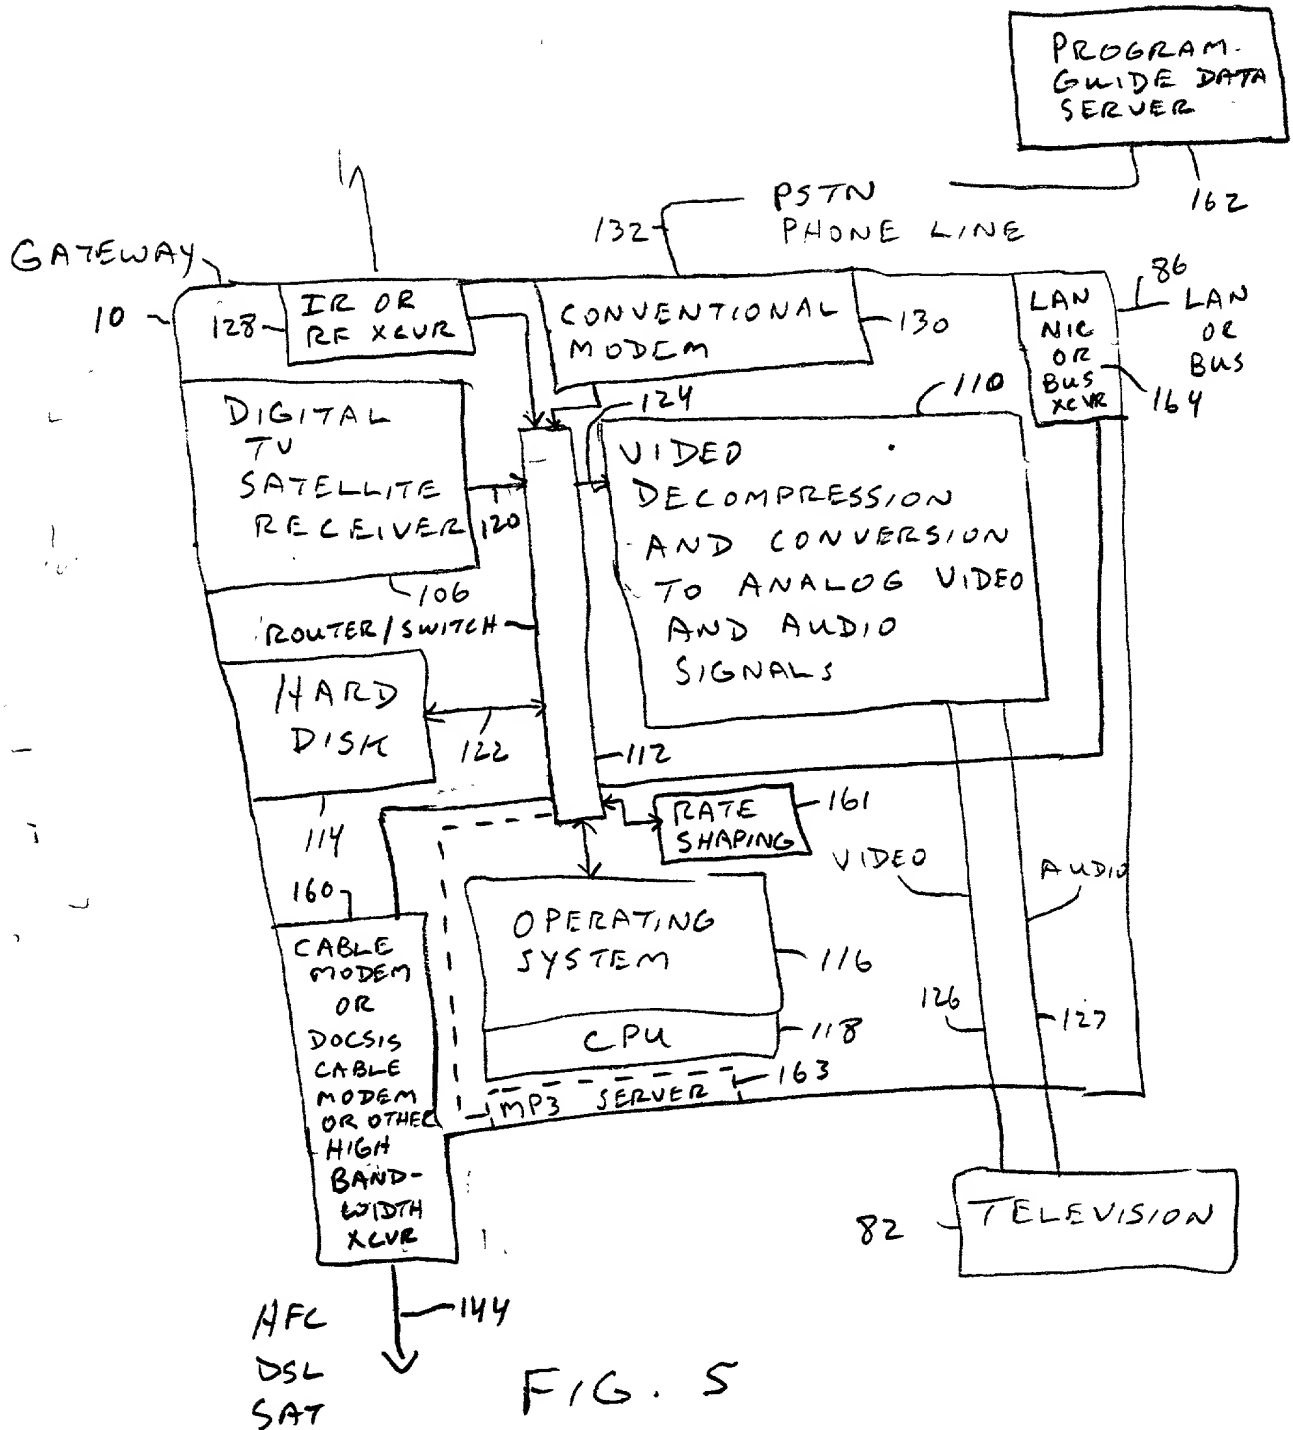 PROGRAM
GUIDE DATA
SERVER
162
PSTN
PHONE LINE
132
GATEWAY
10
128
IR OR
RF XCVR
CONVENTIONAL
MODEM
130
LAN
NIC
OR
BUS
XCVR
164
86
LAN
OR
BUS
DIGITAL
TV
SATELLITE
RECEIVER
120
106
124
110
VIDEO
DECOMPRESSION
AND CONVERSION
TO ANALOG VIDEO
AND AUDIO
SIGNALS
ROUTER/SWITCH
HARD
DISK
122
112
114
RATE
SHAPING
161
VIDEO
AUDIO
160
CABLE
MODEM
OR
DOCSIS
CABLE
MODEM
OR OTHER
HIGH
BAND-
WIDTH
XCVR
OPERATING
SYSTEM
116
CPU
118
MP3 SERVER
163
126
127
82
TELEVISION
144
HFC
DSL
SAT
FIG. 5